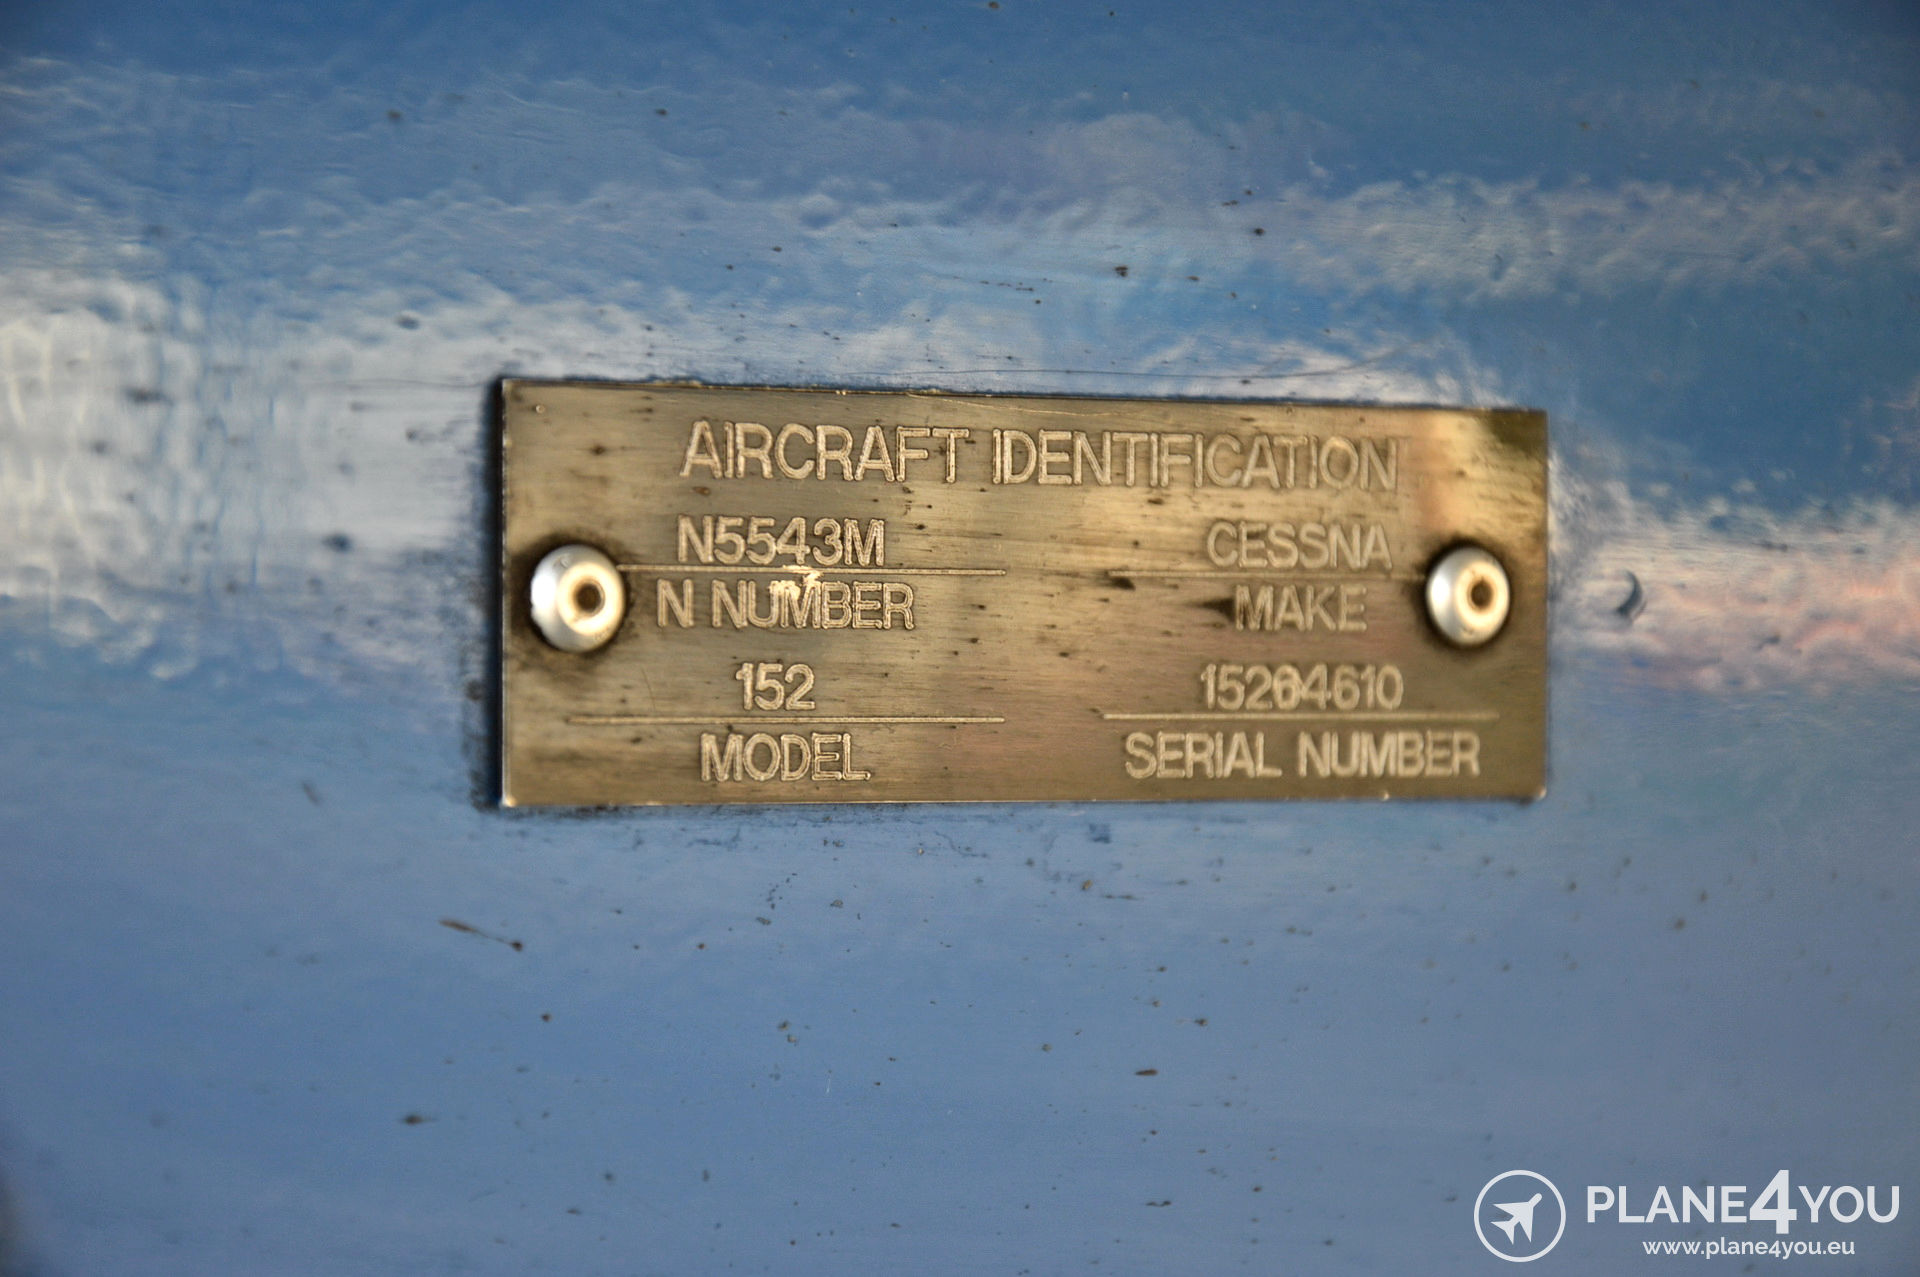 AIRCRAFT IDENTIFICATION
N5543M CESSNA
N NUMBER MAKE
152 15284610
MODEL SERIAL NUMBER
PLANE4YOU
www.plane4you.eu